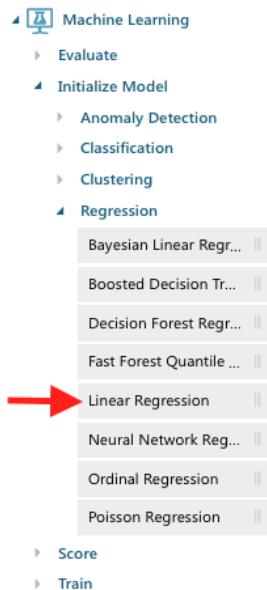 Machine Learning
Evaluate
Initialize Model
Anomaly Detection
Classification
Clustering
Regression
Bayesian Linear Regr...
Boosted Decision Tr...
Decision Forest Regr...
Fast Forest Quantile ...
Linear Regression
Neural Network Reg...
Ordinal Regression
Poisson Regression
Score
Train